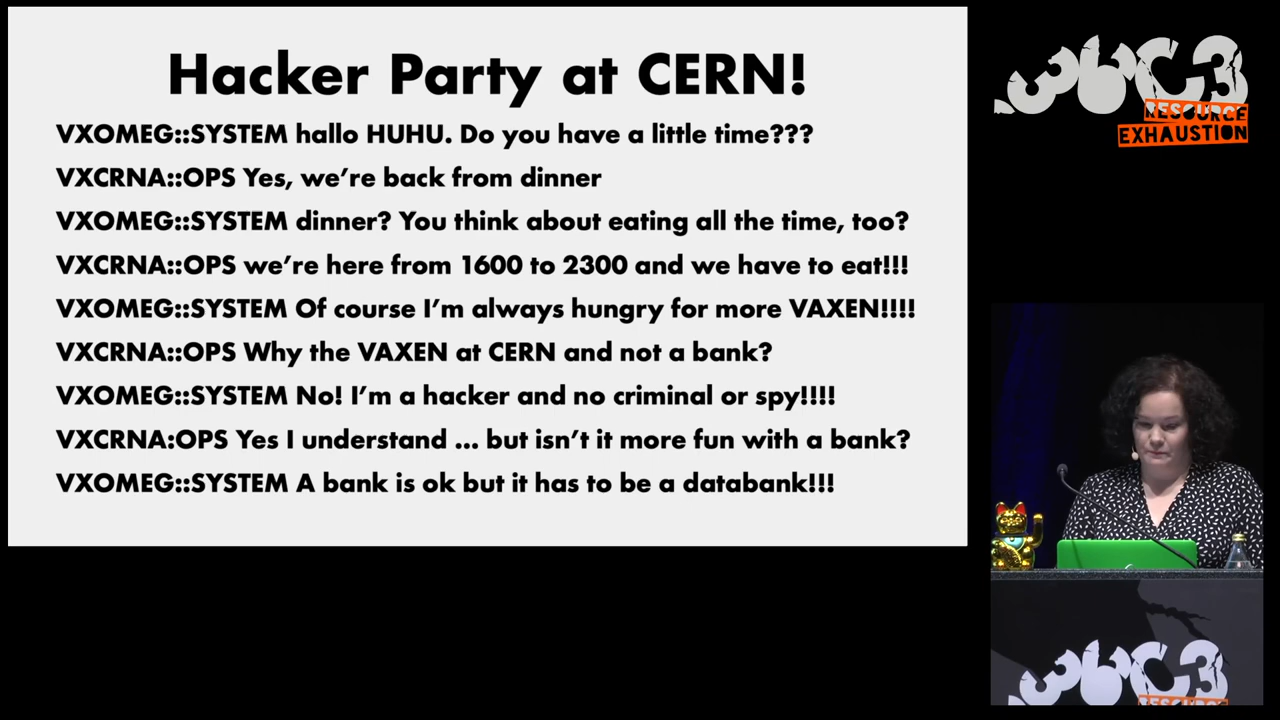 Hacker Party at CERN!
VXOMEG::SYSTEM hallo HUHU. Do you have a little time???
VXCRNA::OPS Yes, we’re back from dinner
VXOMEG::SYSTEM dinner? You think about eating all the time, too?
VXCRNA::OPS we’re here from 1600 to 2300 and we have to eat!!!
VXOMEG::SYSTEM Of course I’m always hungry for more VAXEN!!!!
VXCRNA::OPS Why the VAXEN at CERN and not a bank?
VXOMEG::SYSTEM No! I’m a hacker and no criminal or spy!!!!
VXCRNA:OPS Yes I understand ... but isn’t it more fun with a bank?
VXOMEG::SYSTEM A bank is ok but it has to be a databank!!!
36C3
RESOURCE
EXHAUSTION
36C3
RESOURCE